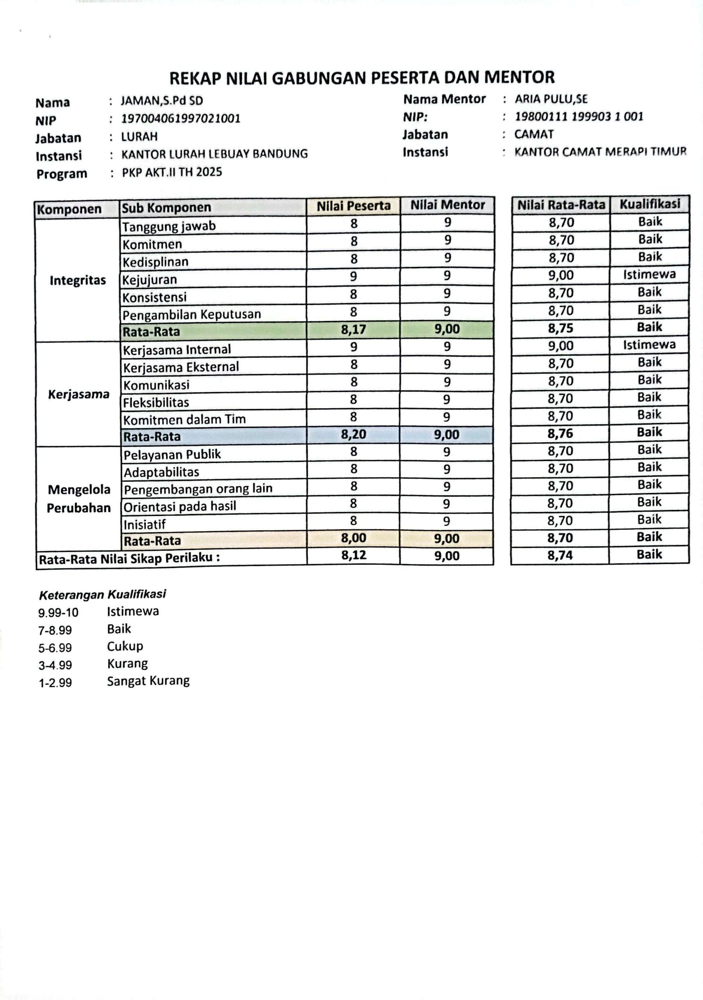 REKAP NILAI GABUNGAN PESERTA DAN MENTOR
Nama : JAMAN,S.Pd SD Nama Mentor : ARIA PULU,SE
NIP : 197004061997021001 NIP: : 19800111 199903 1 001
Jabatan : LURAH Jabatan : CAMAT
Instansi : KANTOR LURAH LEBUAY BANDUNG Instansi : KANTOR CAMAT MERAPI TIMUR
Program : PKP AKT.II TH 2025
Komponen Sub Komponen Nilai Peserta Nilai Mentor Nilai Rata-Rata Kualifikasi
Tanggung jawab 8 9 8,70 Baik
Komitmen 8 9 8,70 Baik
Kedisplinan 8 9 8,70 Baik
Integritas Kejujuran 9 9 9,00 Istimewa
Konsistensi 8 9 8,70 Baik
Pengambilan Keputusan 8 9 8,70 Baik
Rata-Rata 8,17 9,00 8,75 Baik
Kerjasama Internal 9 9 9,00 Istimewa
Kerjasama Eksternal 8 9 8,70 Baik
Komunikasi 8 9 8,70 Baik
Kerjasama Fleksibilitas 8 9 8,70 Baik
Komitmen dalam Tim 8 9 8,70 Baik
Rata-Rata 8,20 9,00 8,76 Baik
Pelayanan Publik 8 9 8,70 Baik
Adaptabilitas 8 9 8,70 Baik
Mengelola Pengembangan orang lain 8 9 8,70 Baik
Perubahan Orientasi pada hasil 8 9 8,70 Baik
Inisiatif 8 9 8,70 Baik
Rata-Rata 8,00 9,00 8,70 Baik
Rata-Rata Nilai Sikap Perilaku : 8,12 9,00 8,74 Baik
Keterangan Kualifikasi
9.99-10 Istimewa
7-8.99 Baik
5-6.99 Cukup
3-4.99 Kurang
1-2.99 Sangat Kurang